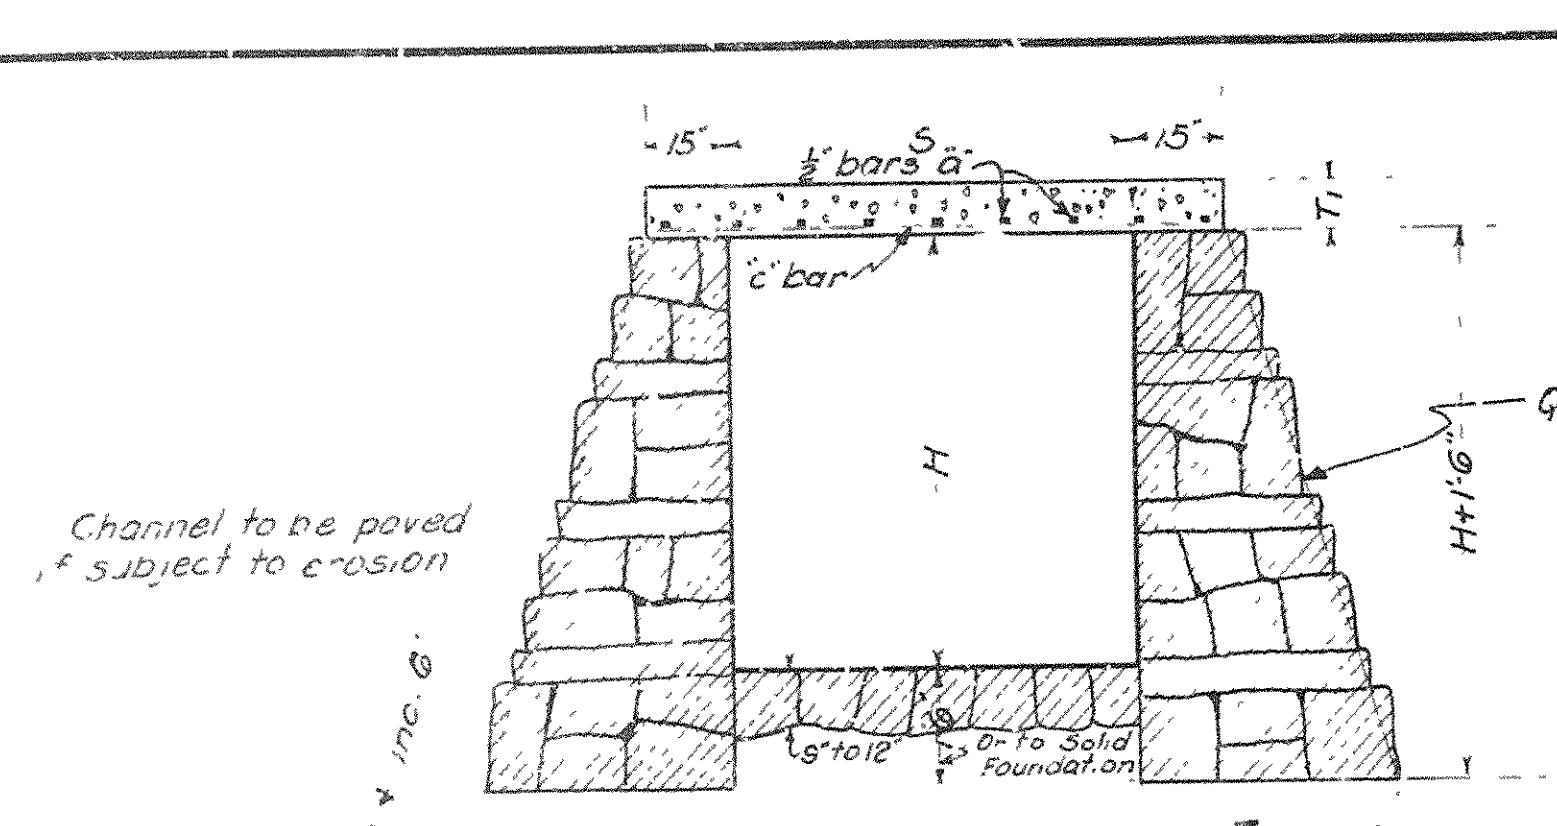 15"
S
15"
½" bars "a"
T1
"c" bar
H
G
H+1'-6"
Channel to be paved
if subject to erosion
inc. 6'
8" to 12"
Or to Solid
Foundation